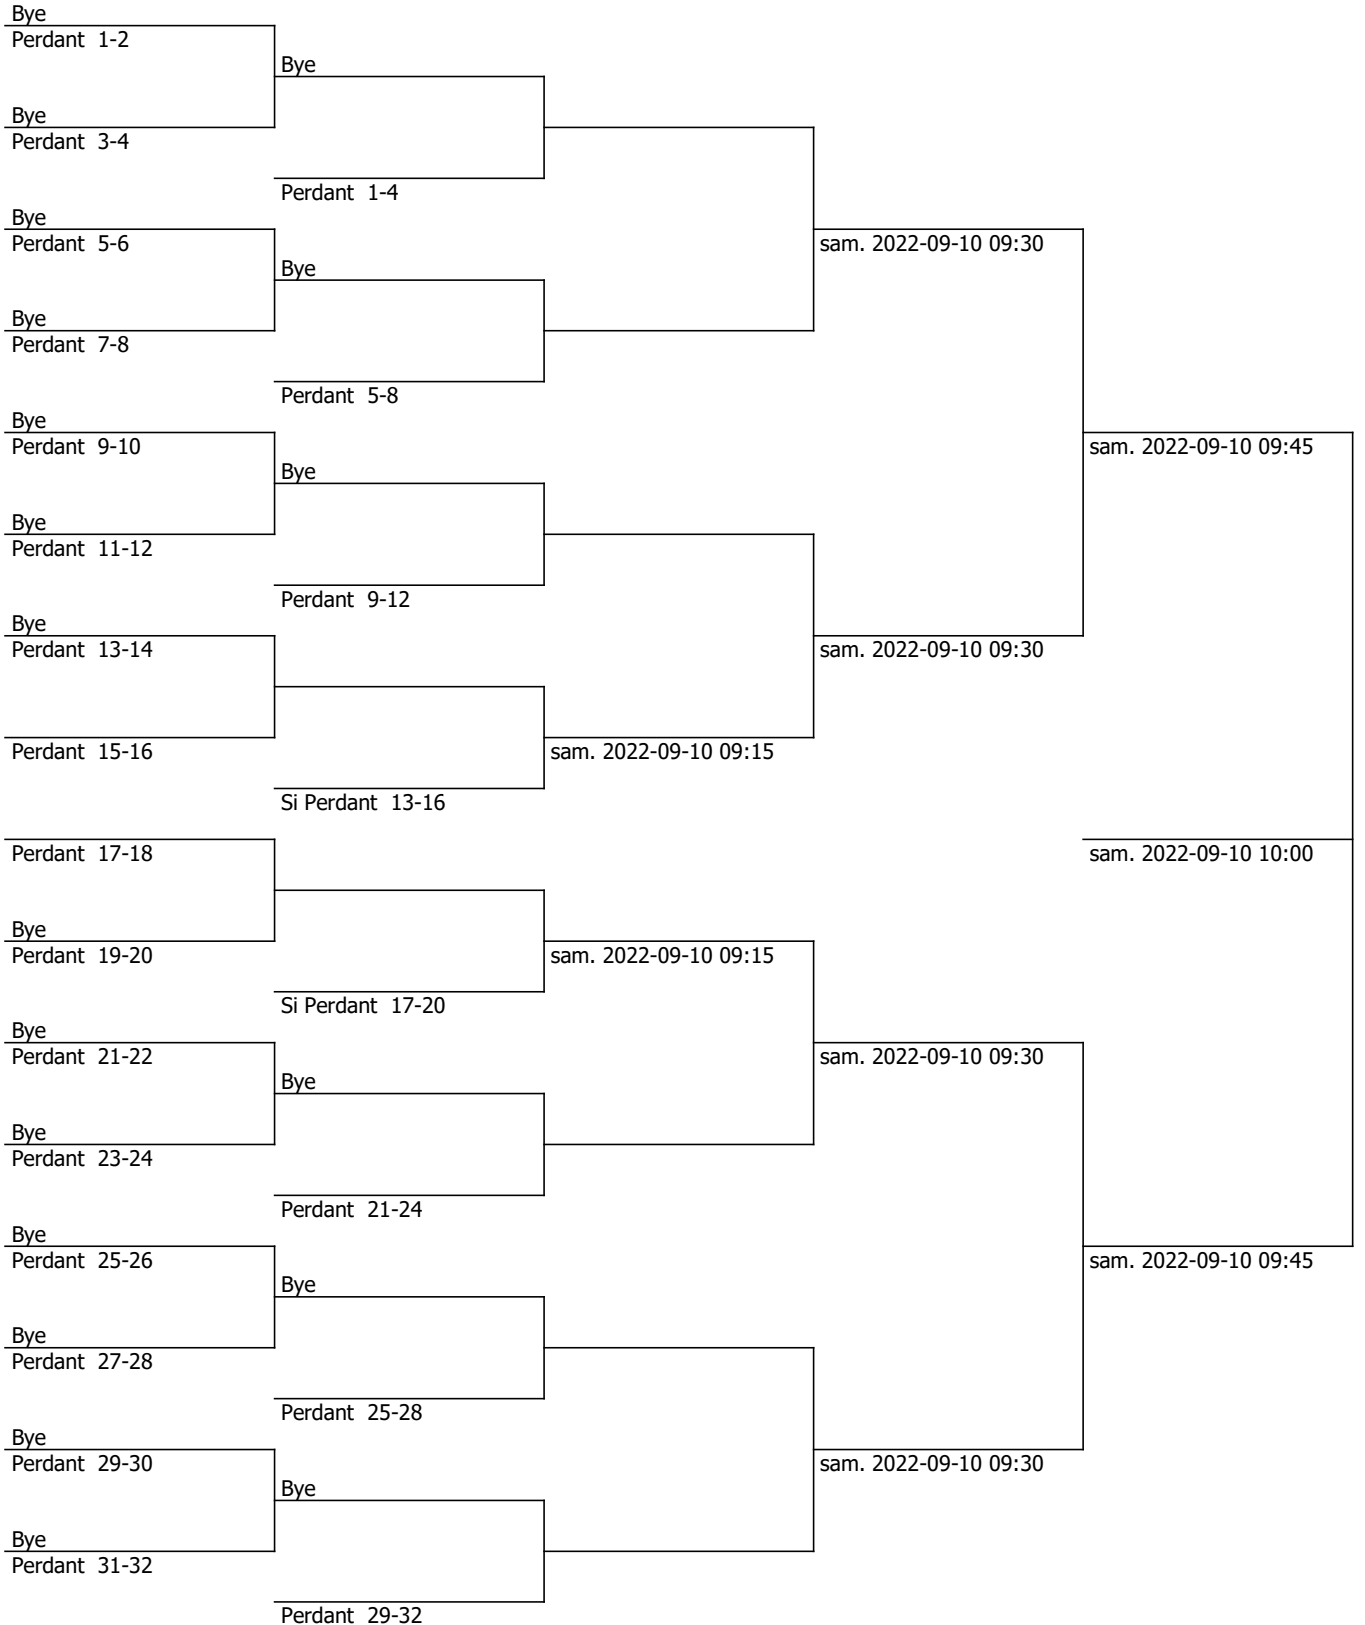 Bye
Perdant 1-2
Bye
Bye
Perdant 3-4
Perdant 1-4
Bye
Perdant 5-6
sam. 2022-09-10 09:30
Bye
Bye
Perdant 7-8
Perdant 5-8
Bye
Perdant 9-10
sam. 2022-09-10 09:45
Bye
Bye
Perdant 11-12
Perdant 9-12
Bye
Perdant 13-14
sam. 2022-09-10 09:30
Perdant 15-16
sam. 2022-09-10 09:15
Si Perdant 13-16
Perdant 17-18
sam. 2022-09-10 10:00
Bye
Perdant 19-20
sam. 2022-09-10 09:15
Si Perdant 17-20
Bye
Perdant 21-22
sam. 2022-09-10 09:30
Bye
Bye
Perdant 23-24
Perdant 21-24
Bye
Perdant 25-26
sam. 2022-09-10 09:45
Bye
Bye
Perdant 27-28
Perdant 25-28
Bye
Perdant 29-30
sam. 2022-09-10 09:30
Bye
Bye
Perdant 31-32
Perdant 29-32